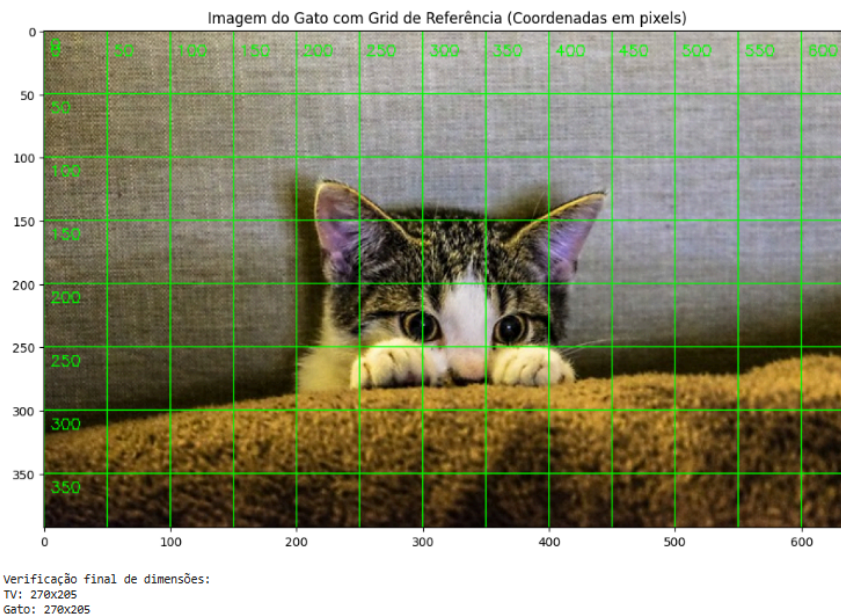 Imagem do Gato com Grid de Referência (Coordenadas em pixels)
0 50 100 150 200 250 300 350 400 450 500 550 600
0
50
50
100
100
150
150
200
200
250
250
300
300
350
350
0 100 200 300 400 500 600
Verificação final de dimensões:
TV: 270x205
Gato: 270x205